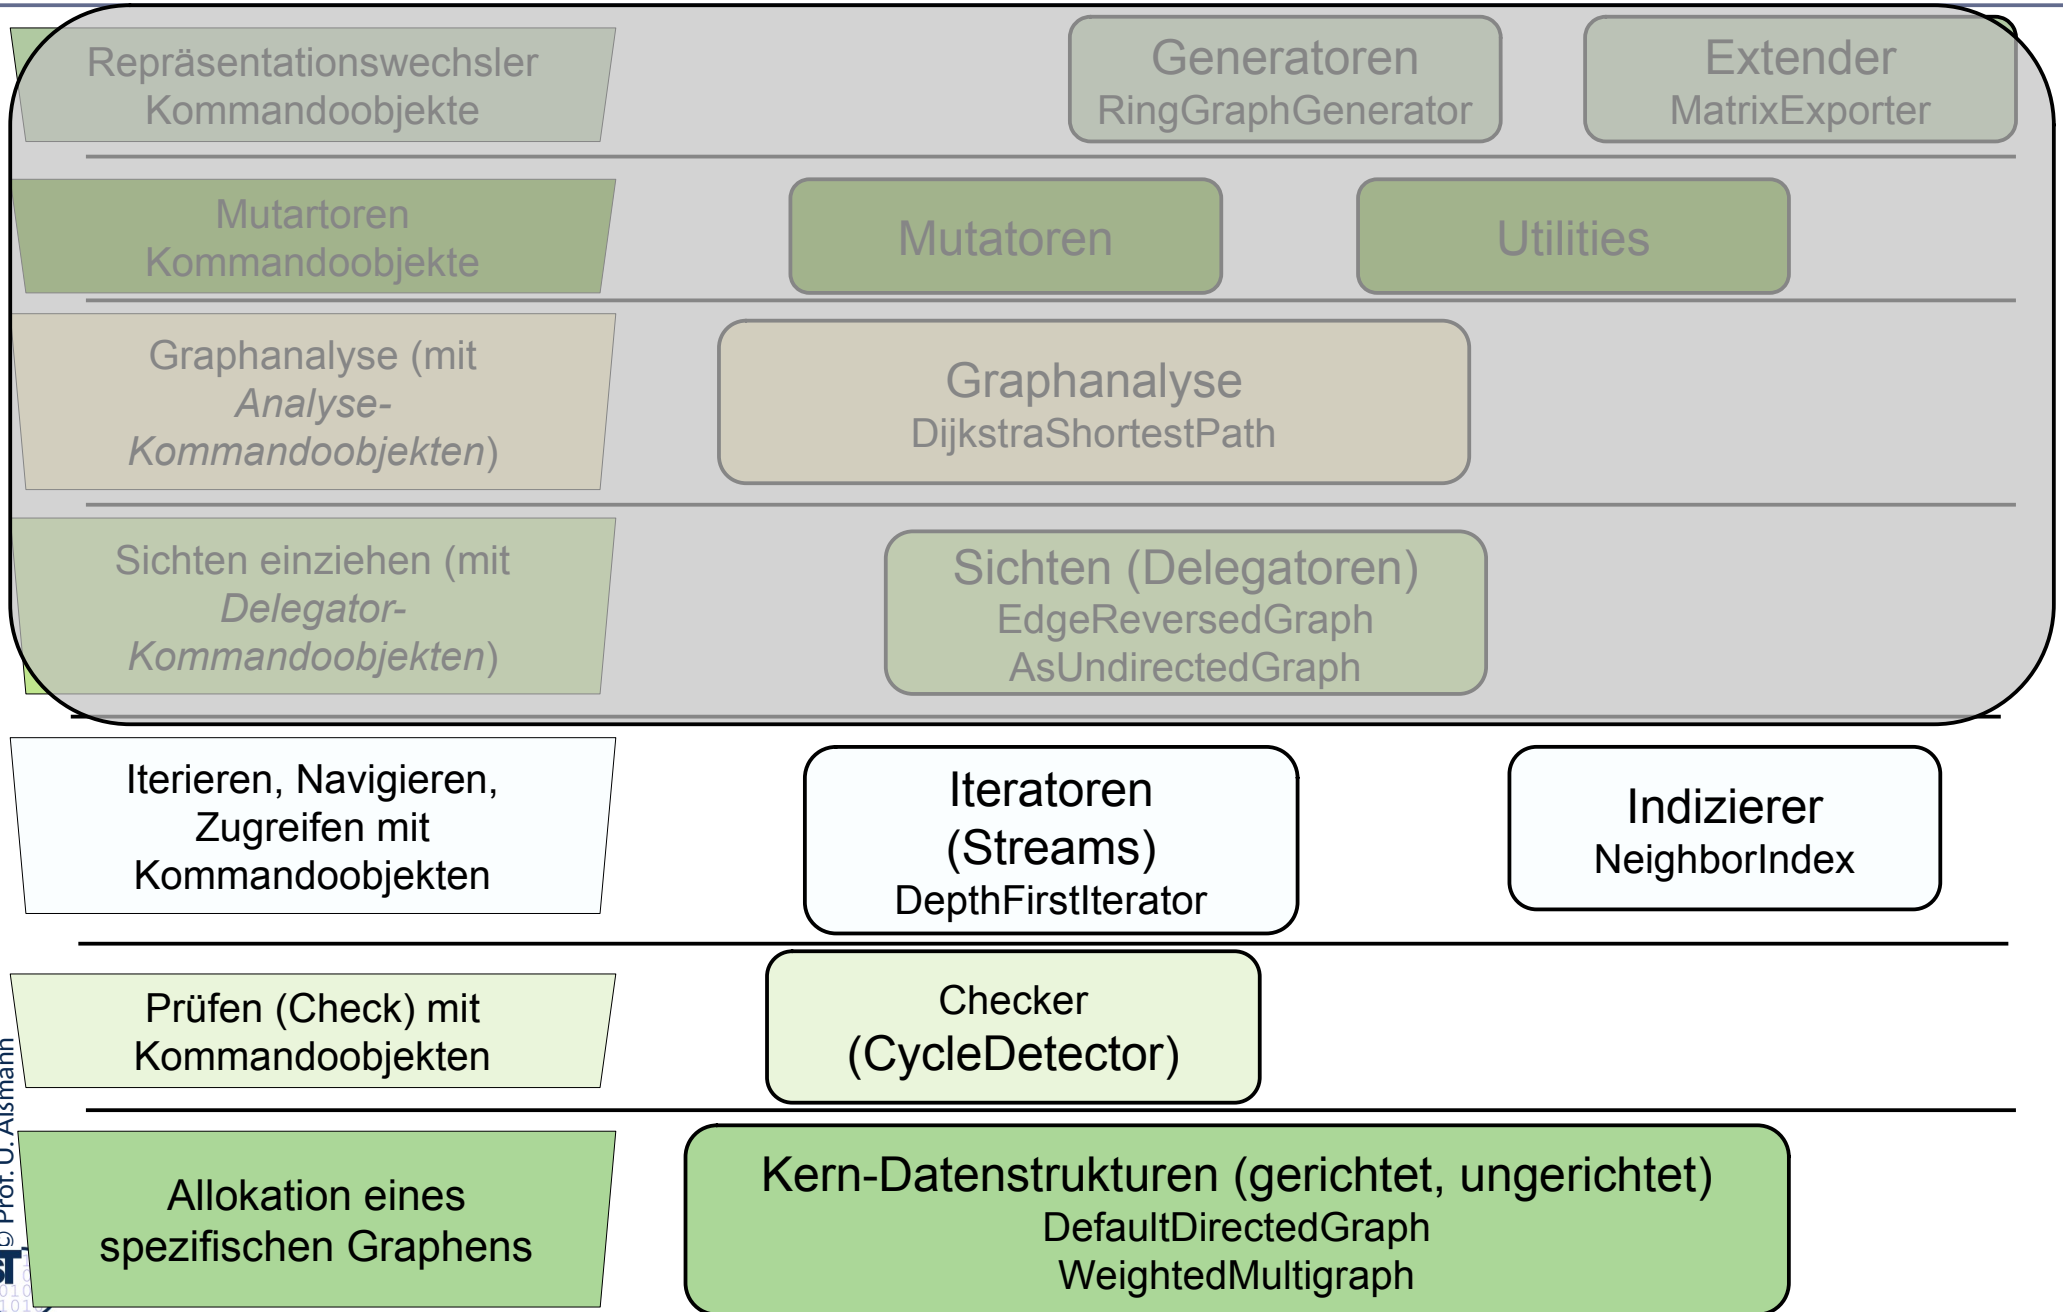 Repräsentationswechsler
Kommandoobjekte
Generatoren
RingGraphGenerator
Extender
MatrixExporter
Mutartoren
Kommandoobjekte
Mutatoren
Utilities
Graphanalyse (mit
Analyse-
Kommandoobjekten)
Graphanalyse
DijkstraShortestPath
Sichten einziehen (mit
Delegator-
Kommandoobjekten)
Sichten (Delegatoren)
EdgeReversedGraph
AsUndirectedGraph
Iterieren, Navigieren,
Zugreifen mit
Kommandoobjekten
Iteratoren
(Streams)
DepthFirstIterator
Indizierer
NeighborIndex
Prüfen (Check) mit
Kommandoobjekten
Checker
(CycleDetector)
Allokation eines
spezifischen Graphens
Kern-Datenstrukturen (gerichtet, ungerichtet)
DefaultDirectedGraph
WeightedMultigraph
© Prof. U. Aßmann